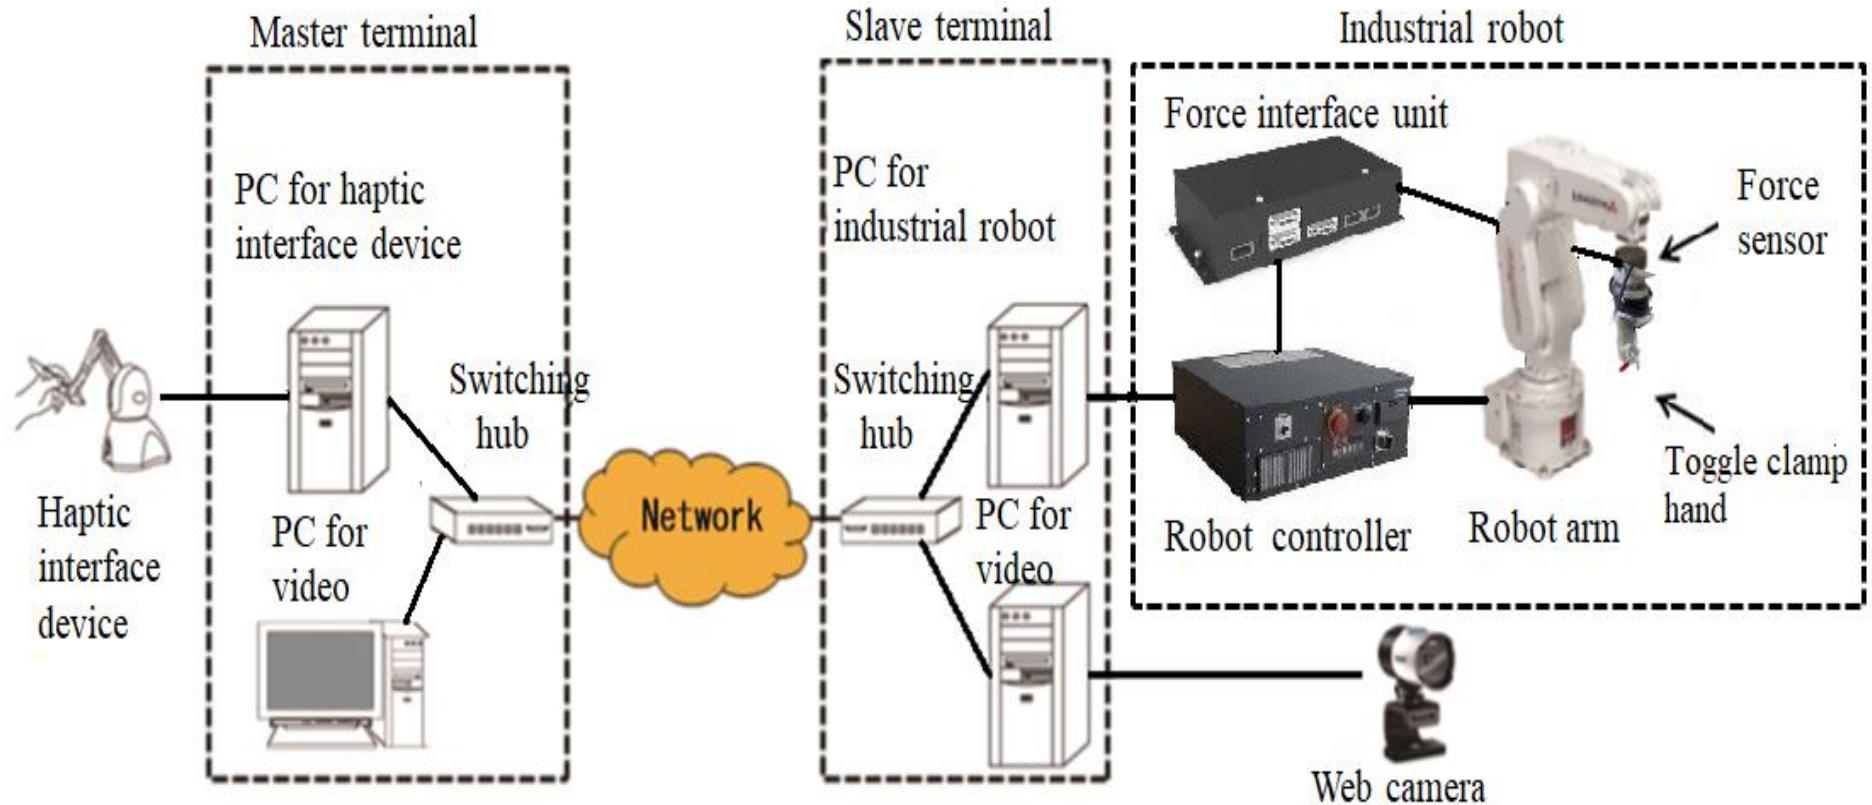 Master terminal
Slave terminal
Industrial robot
PC for haptic
interface device
Switching
hub
Haptic
interface
device
PC for
video
Network
PC for
industrial robot
Switching
hub
PC for
video
Force interface unit
Force
sensor
Robot controller
Robot arm
Toggle clamp
hand
Web camera